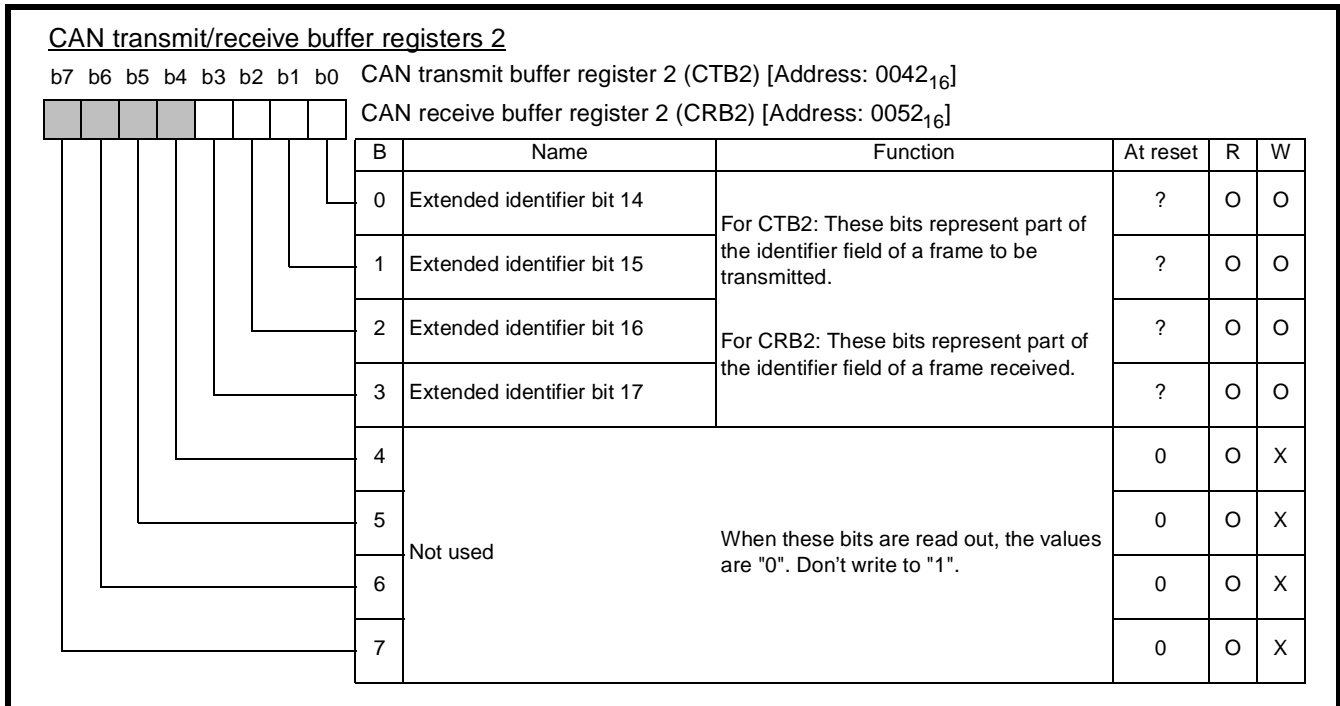 CAN transmit/receive buffer registers 2
b7 b6 b5 b4 b3 b2 b1 b0 CAN transmit buffer register 2 (CTB2) [Address: 0042₁₆]
CAN receive buffer register 2 (CRB2) [Address: 0052₁₆]
B Name Function At reset R W
0 Extended identifier bit 14 ? O O
For CTB2: These bits represent part of
the identifier field of a frame to be
transmitted.
1 Extended identifier bit 15 ? O O
2 Extended identifier bit 16 ? O O
For CRB2: These bits represent part of
the identifier field of a frame received.
3 Extended identifier bit 17 ? O O
4 0 O X
5 0 O X
Not used
When these bits are read out, the values
are "0". Don't write to "1".
6 0 O X
7 0 O X